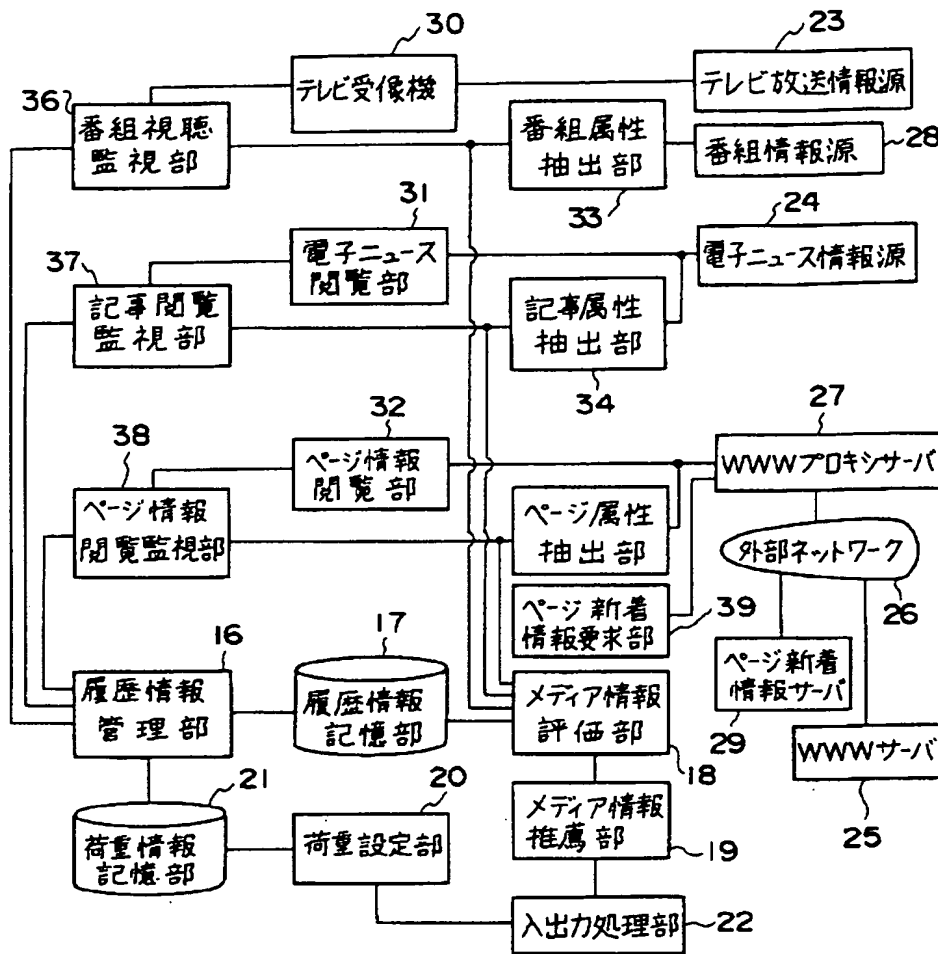 30
23
テレビ受像機
テレビ放送情報源
36
番組視聴
監視部
番組属性
抽出部
33
番組情報源
28
31
電子ニュース
閲覧部
24
電子ニュース情報源
37
記事閲覧
監視部
記事属性
抽出部
34
32
ページ情報
閲覧部
27
WWWプロキシサーバ
38
ページ情報
閲覧監視部
ページ属性
抽出部
外部ネットワーク
26
ページ新着
情報要求部
39
ページ新着
情報サーバ
29
WWWサーバ
25
16
履歴情報
管理部
17
履歴情報
記憶部
メディア情報
評価部
18
21
荷重情報
記憶部
20
荷重設定部
メディア情報
推薦部
19
入出力処理部
22